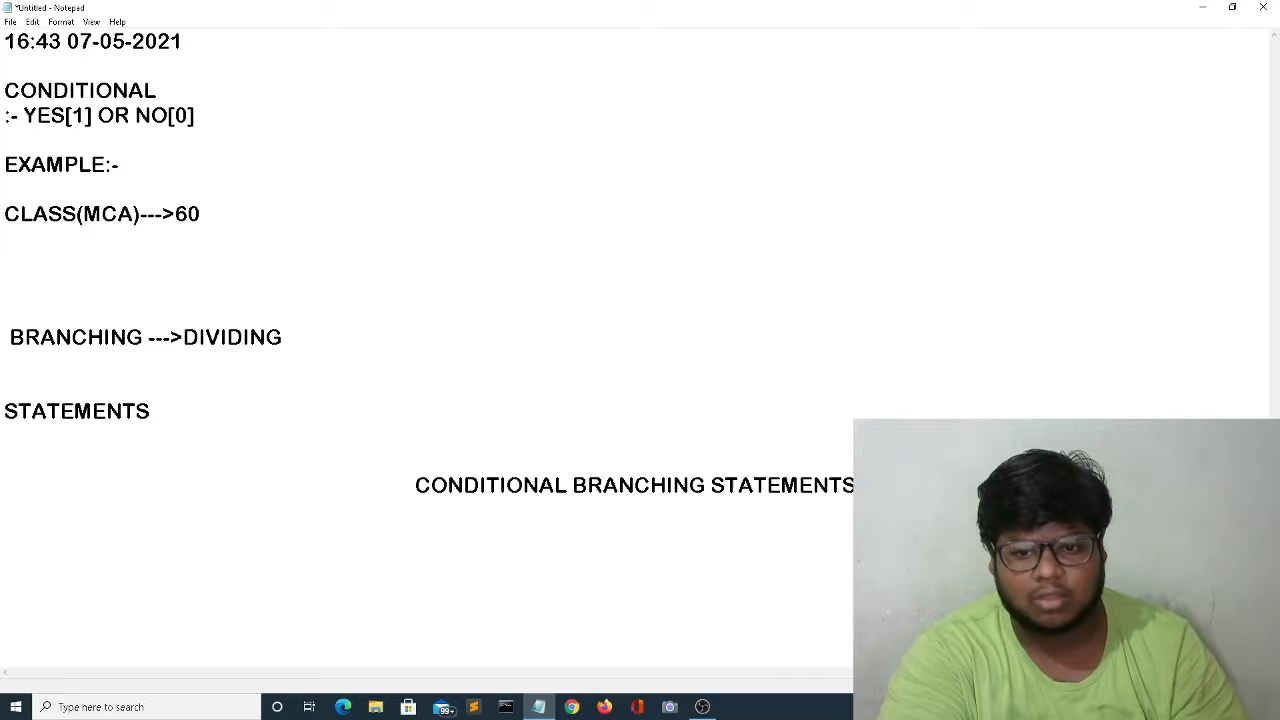 *Untitled - Notepad
File Edit Format View Help
16:43 07-05-2021
CONDITIONAL
:- YES[1] OR NO[0]
EXAMPLE:-
CLASS(MCA)--->60
BRANCHING --->DIVIDING
STATEMENTS
CONDITIONAL BRANCHING STATEMENTS
Type here to search
99+